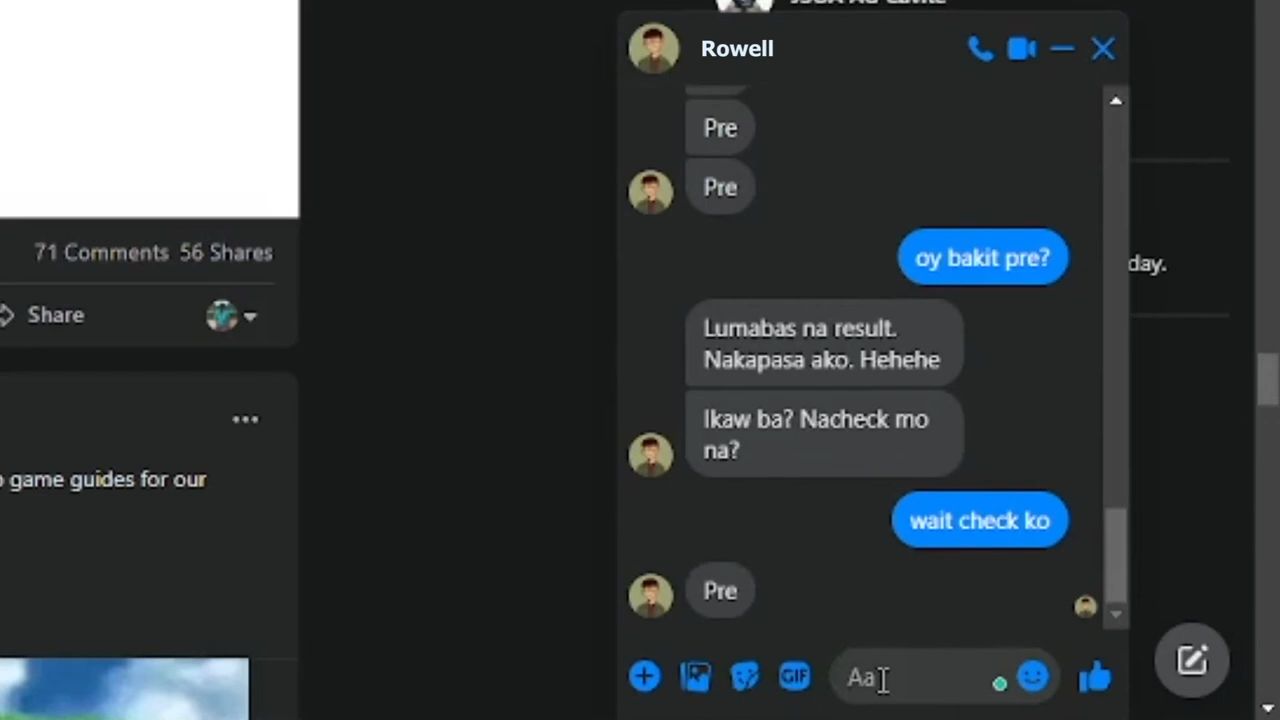 Rowell
Pre
Pre
oy bakit pre?
Lumabas na result.
Nakapasa ako. Hehehe
Ikaw ba? Nacheck mo
na?
wait check ko
Pre
GIF
Aa
71 Comments 56 Shares
Share
game guides for our
day.